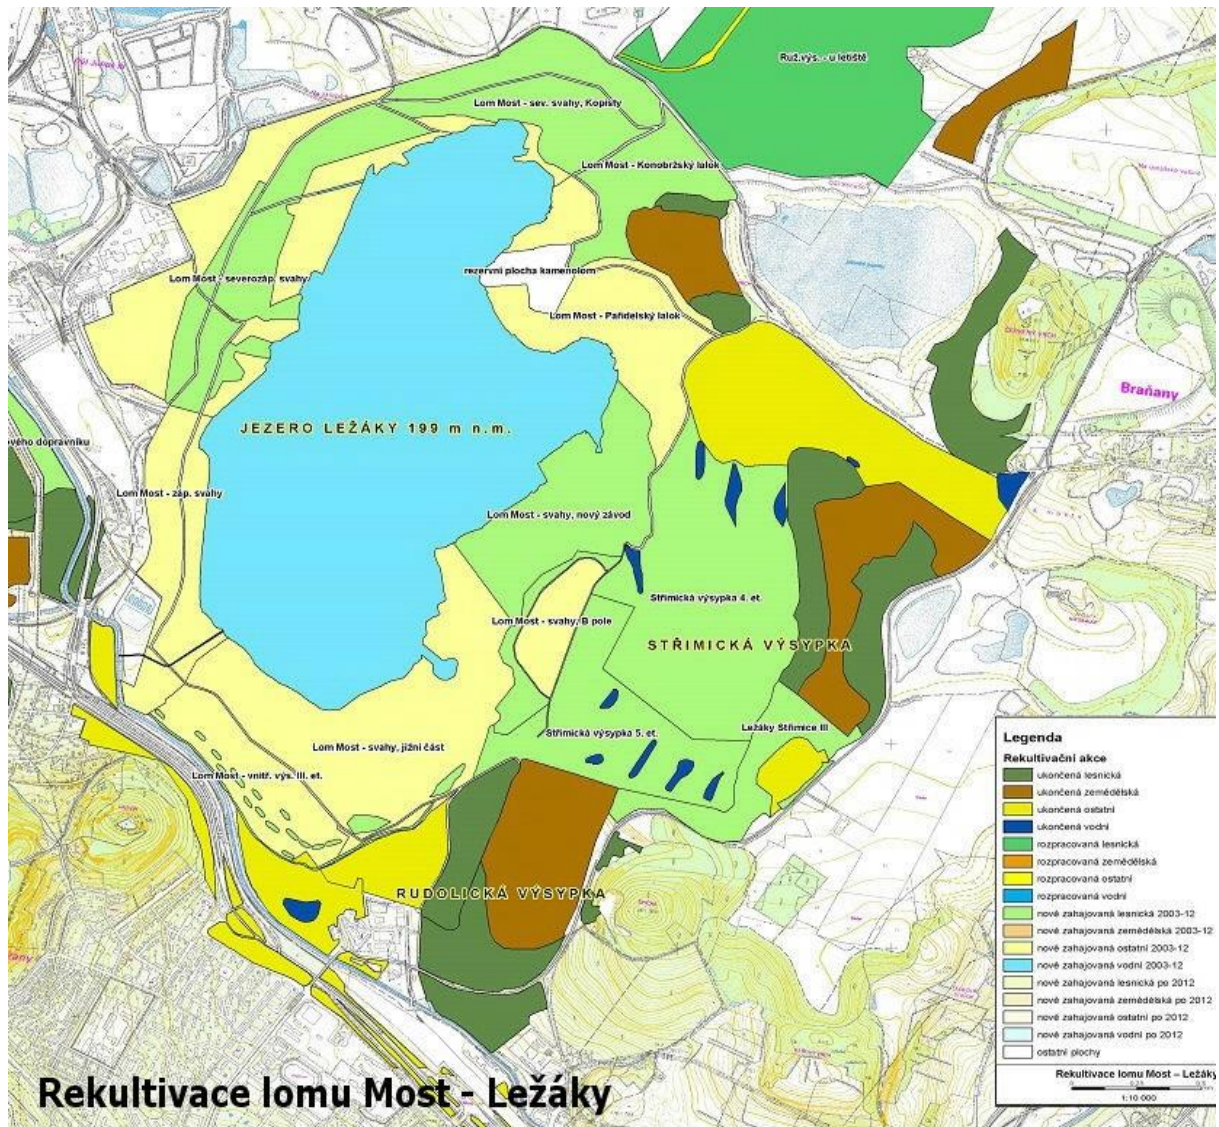 Ruž.výs. - u letiště
Lom Most - sev. svahy, Kopisty
Lom Most - Konobržský lalok
rezervní plocha kamenolom
Lom Most - severozáp. svahy
Lom Most - Pařidelský lalok
Braňany
JEZERO LEŽÁKY 199 m n.m.
ového dopravníku
Lom Most - záp. svahy
Lom Most - svahy, nový závod
Střimická výsypka 4. et.
Lom Most - svahy, B pole
STŘIMICKÁ VÝSYPKA
Střimická výsypka 5. et.
Ležáky Střimice III
Lom Most - svahy, jižní část
Lom Most - vnitř. výs. III. et.
RUDOLICKÁ VÝSYPKA
Legenda
Rekultivační akce
ukončená lesnická
ukončená zemědělská
ukončená ostatní
ukončená vodní
rozpracovaná lesnická
rozpracovaná zemědělská
rozpracovaná ostatní
rozpracovaná vodní
nově zahajovaná lesnická 2003-12
nově zahajovaná zemědělská 2003-12
nově zahajovaná ostatní 2003-12
nově zahajovaná vodní 2003-12
nově zahajovaná lesnická po 2012
nově zahajovaná zemědělská po 2012
nově zahajovaná ostatní po 2012
nově zahajovaná vodní po 2012
ostatní plochy
Rekultivace lomu Most – Ležáky
1:10 000
Rekultivace lomu Most - Ležáky